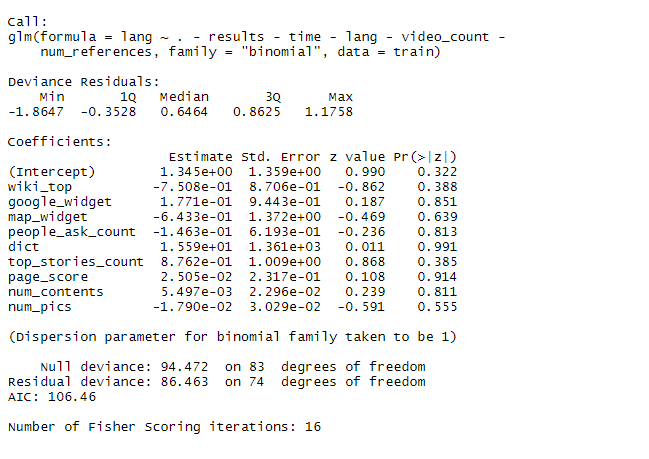 Call:
glm(formula = lang ~ . - results - time - lang - video_count -
    num_references, family = "binomial", data = train)
Deviance Residuals:
    Min       1Q   Median       3Q      Max
-1.8647  -0.3528   0.6464   0.8625   1.1758
Coefficients:
                    Estimate Std. Error z value Pr(>|z|)
(Intercept)        1.345e+00  1.359e+00   0.990    0.322
wiki_top          -7.508e-01  8.706e-01  -0.862    0.388
google_widget      1.771e-01  9.443e-01   0.187    0.851
map_widget        -6.433e-01  1.372e+00  -0.469    0.639
people_ask_count  -1.463e-01  6.193e-01  -0.236    0.813
dict               1.559e+01  1.361e+03   0.011    0.991
top_stories_count  8.762e-01  1.009e+00   0.868    0.385
page_score         2.505e-02  2.317e-01   0.108    0.914
num_contents       5.497e-03  2.296e-02   0.239    0.811
num_pics          -1.790e-02  3.029e-02  -0.591    0.555
(Dispersion parameter for binomial family taken to be 1)
    Null deviance: 94.472  on 83  degrees of freedom
Residual deviance: 86.463  on 74  degrees of freedom
AIC: 106.46
Number of Fisher Scoring iterations: 16